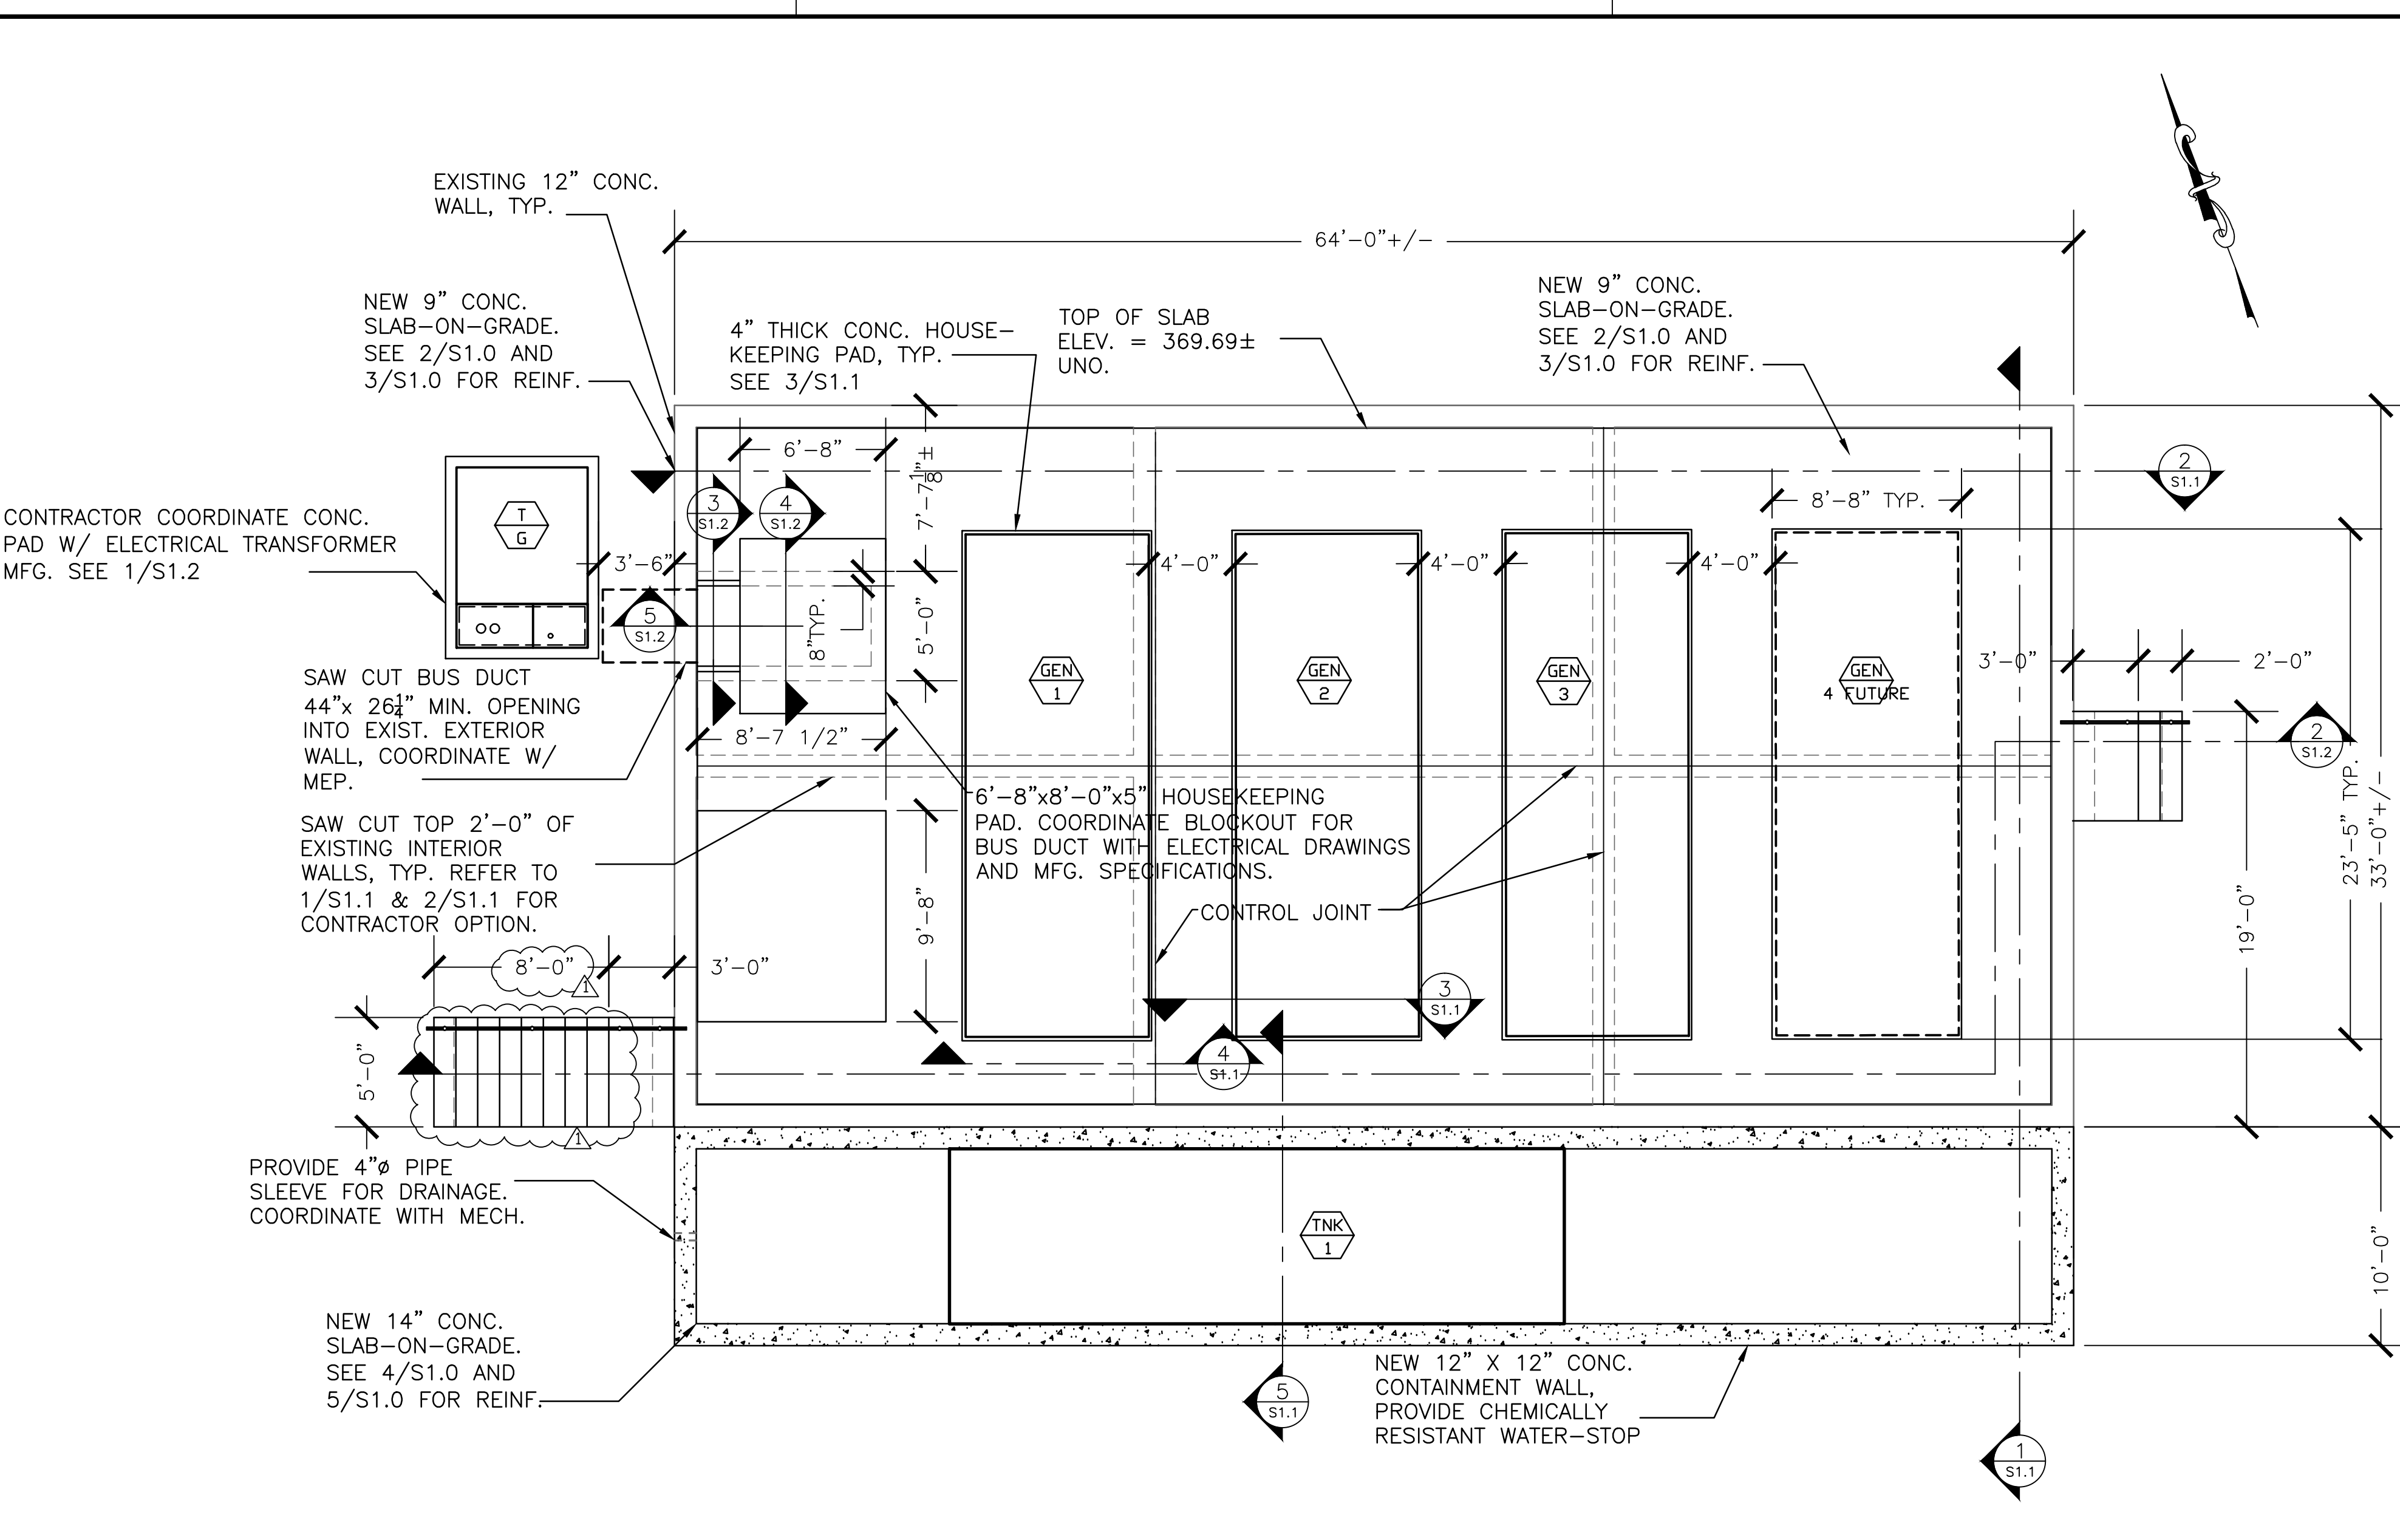 EXISTING 12" CONC.
WALL, TYP.
64'-0"+/-
NEW 9" CONC.
SLAB-ON-GRADE.
SEE 2/S1.0 AND
3/S1.0 FOR REINF.
4" THICK CONC. HOUSE-
KEEPING PAD, TYP.
SEE 3/S1.1
TOP OF SLAB
ELEV. = 369.69±
UNO.
NEW 9" CONC.
SLAB-ON-GRADE.
SEE 2/S1.0 AND
3/S1.0 FOR REINF.
6'-8"
7'-7 1/8"±
2
S1.1
8'-8" TYP.
T
G
3
S1.2
4
S1.2
CONTRACTOR COORDINATE CONC.
PAD W/ ELECTRICAL TRANSFORMER
MFG. SEE 1/S1.2
3'-6"
4'-0"
4'-0"
4'-0"
5
S1.2
8" TYP.
5'-0"
GEN
1
GEN
2
GEN
3
GEN
4 FUTURE
3'-0"
2'-0"
SAW CUT BUS DUCT
44"x 26 1/4" MIN. OPENING
INTO EXIST. EXTERIOR
WALL, COORDINATE W/
MEP.
8'-7 1/2"
2
S1.2
6'-8"x8'-0"x5" HOUSEKEEPING
PAD. COORDINATE BLOCKOUT FOR
BUS DUCT WITH ELECTRICAL DRAWINGS
AND MFG. SPECIFICATIONS.
23'-5" TYP.
33'-0"+/-
SAW CUT TOP 2'-0" OF
EXISTING INTERIOR
WALLS, TYP. REFER TO
1/S1.1 & 2/S1.1 FOR
CONTRACTOR OPTION.
9'-8"
CONTROL JOINT
19'-0"
8'-0"
1
3'-0"
3
S1.1
4
S1.1
5'-0"
1
PROVIDE 4"ø PIPE
SLEEVE FOR DRAINAGE.
COORDINATE WITH MECH.
TNK
1
10'-0"
NEW 14" CONC.
SLAB-ON-GRADE.
SEE 4/S1.0 AND
5/S1.0 FOR REINF.
5
S1.1
NEW 12" X 12" CONC.
CONTAINMENT WALL,
PROVIDE CHEMICALLY
RESISTANT WATER-STOP
1
S1.1